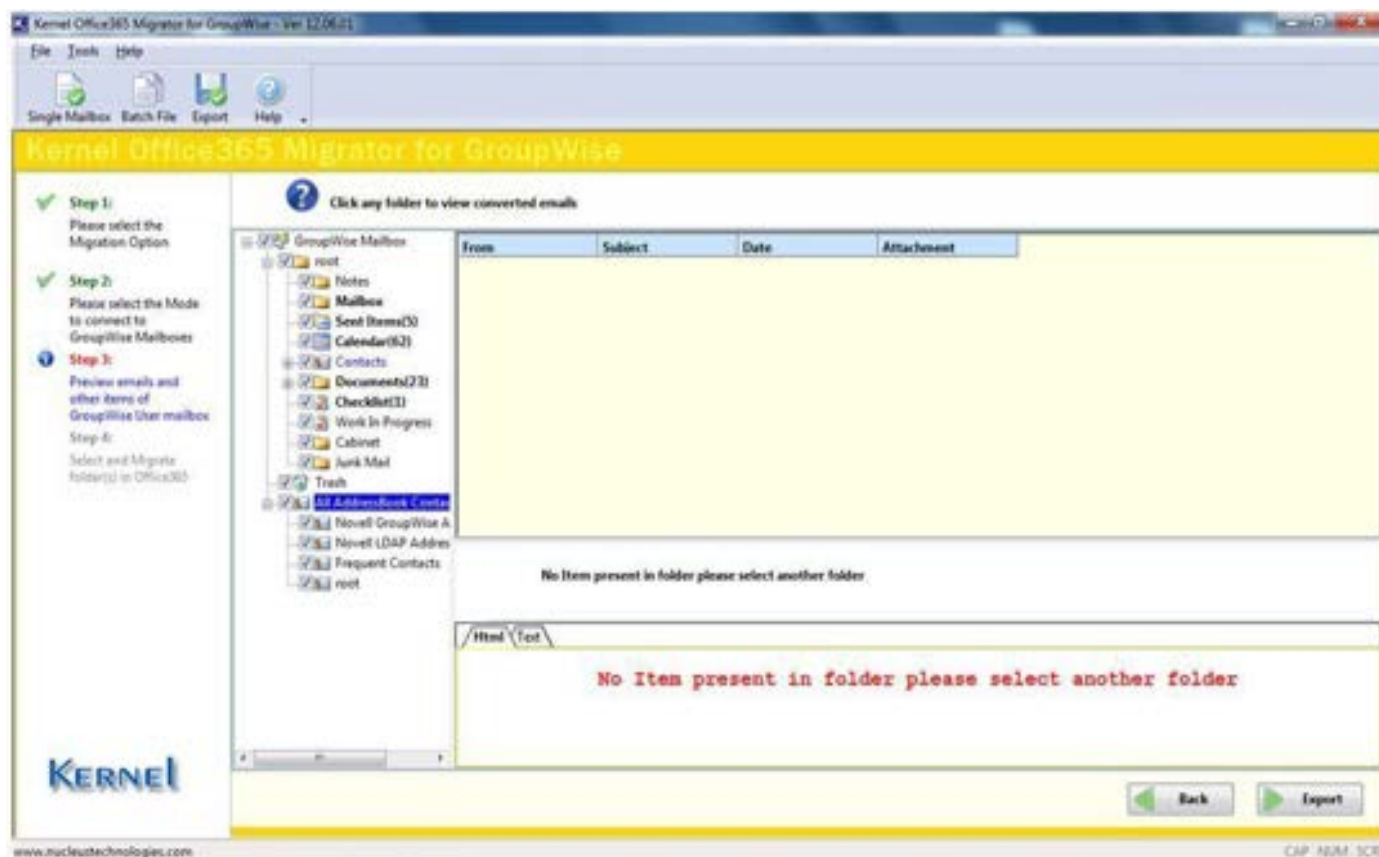 Kernel Office365 Migrator for GroupWise - Ver 12.06.01
File Tools Help
Single Mailbox Batch File Export Help
Kernel Office365 Migrator for GroupWise
Step 1:
Please select the
Migration Option
Step 2:
Please select the Mode
to connect to
GroupWise Mailboxes
Step 3:
Preview emails and
other items of
GroupWise User mailbox
Step 4:
Select and Migrate
folder(s) in Office365
KERNEL
Click any folder to view converted emails
GroupWise Mailbox
root
Notes
Mailbox
Sent Items(5)
Calendar(62)
Contacts
Documents(23)
Checklist(1)
Work In Progress
Cabinet
Junk Mail
Trash
All AddressBook Contac
Novell GroupWise A
Novell LDAP Addres
Frequent Contacts
root
From Subject Date Attachment
No Item present in folder please select another folder
Html Text
No Item present in folder please select another folder
Back Export
www.nucleustechnologies.com
CAP NUM SCR